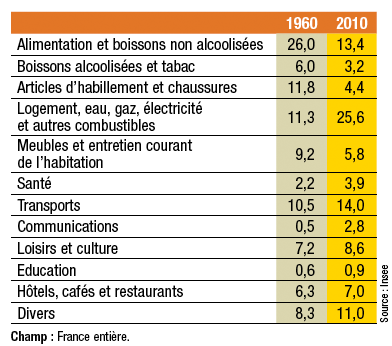 1960 2010
Alimentation et boissons non alcoolisées 26,0 13,4
Boissons alcoolisées et tabac 6,0 3,2
Articles d'habillement et chaussures 11,8 4,4
Logement, eau, gaz, électricité
et autres combustibles 11,3 25,6
Meubles et entretien courant
de l'habitation 9,2 5,8
Santé 2,2 3,9
Transports 10,5 14,0
Communications 0,5 2,8
Loisirs et culture 7,2 8,6
Education 0,6 0,9
Hôtels, cafés et restaurants 6,3 7,0
Divers 8,3 11,0
Champ : France entière.
Source : Insee